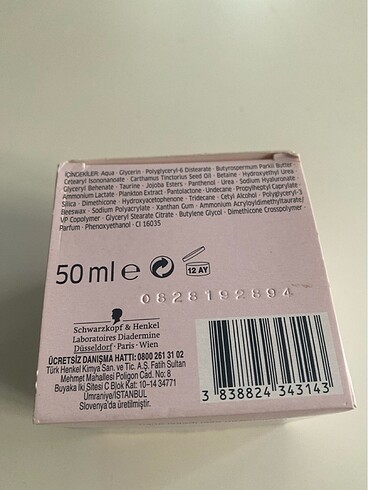 İÇİNDEKİLER: Aqua · Glycerin · Polyglyceryl-6 Distearate · Butyrospermum Parkii Butter ·
Cetearyl Isononanoate · Carthamus Tinctorius Seed Oil · Betaine · Hydroxyethyl Urea ·
Glyceryl Behenate · Taurine · Jojoba Esters · Panthenol · Urea · Sodium Hyaluronate ·
Ammonium Lactate · Plankton Extract · Pantolactone · Undecane · Propylheptyl Caprylate ·
Silica · Dimethicone · Hydroxyacetophenone · Tridecane · Cetyl Alcohol · Polyglyceryl-3
Beeswax · Sodium Polyacrylate · Xanthan Gum · Ammonium Acryloyldimethyltaurate/
VP Copolymer · Glyceryl Stearate Citrate · Butylene Glycol · Dimethicone Crosspolymer ·
Parfum · Phenoxyethanol · CI 16035
50 ml e
12 AY
0828192894
Schwarzkopf & Henkel
Laboratoires Diadermine
Düsseldorf · Paris · Wien
ÜCRETSİZ DANIŞMA HATTI: 0800 261 31 02
Türk Henkel Kimya San. ve Tic. A.Ş. Fatih Sultan
Mehmet Mahallesi Poligon Cad. No: 8
Buyaka İki Sitesi C Blok Kat: 10-14 34771
Ümraniye/İSTANBUL
Slovenya'da üretilmiştir.
3 838824 343143